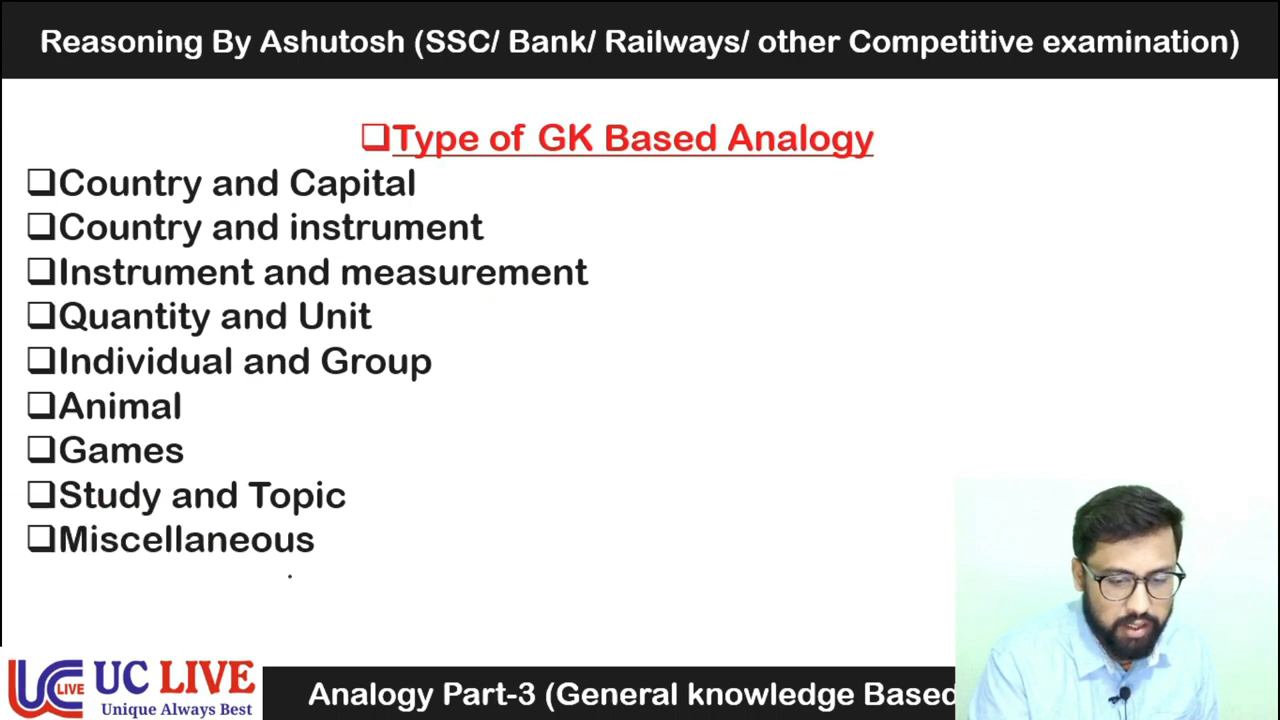 Reasoning By Ashutosh (SSC/ Bank/ Railways/ other Competitive examination)
❑Type of GK Based Analogy
❑Country and Capital
❑Country and instrument
❑Instrument and measurement
❑Quantity and Unit
❑Individual and Group
❑Animal
❑Games
❑Study and Topic
❑Miscellaneous
UC LIVE
UC LIVE
Unique Always Best
Analogy Part-3 (General knowledge Based